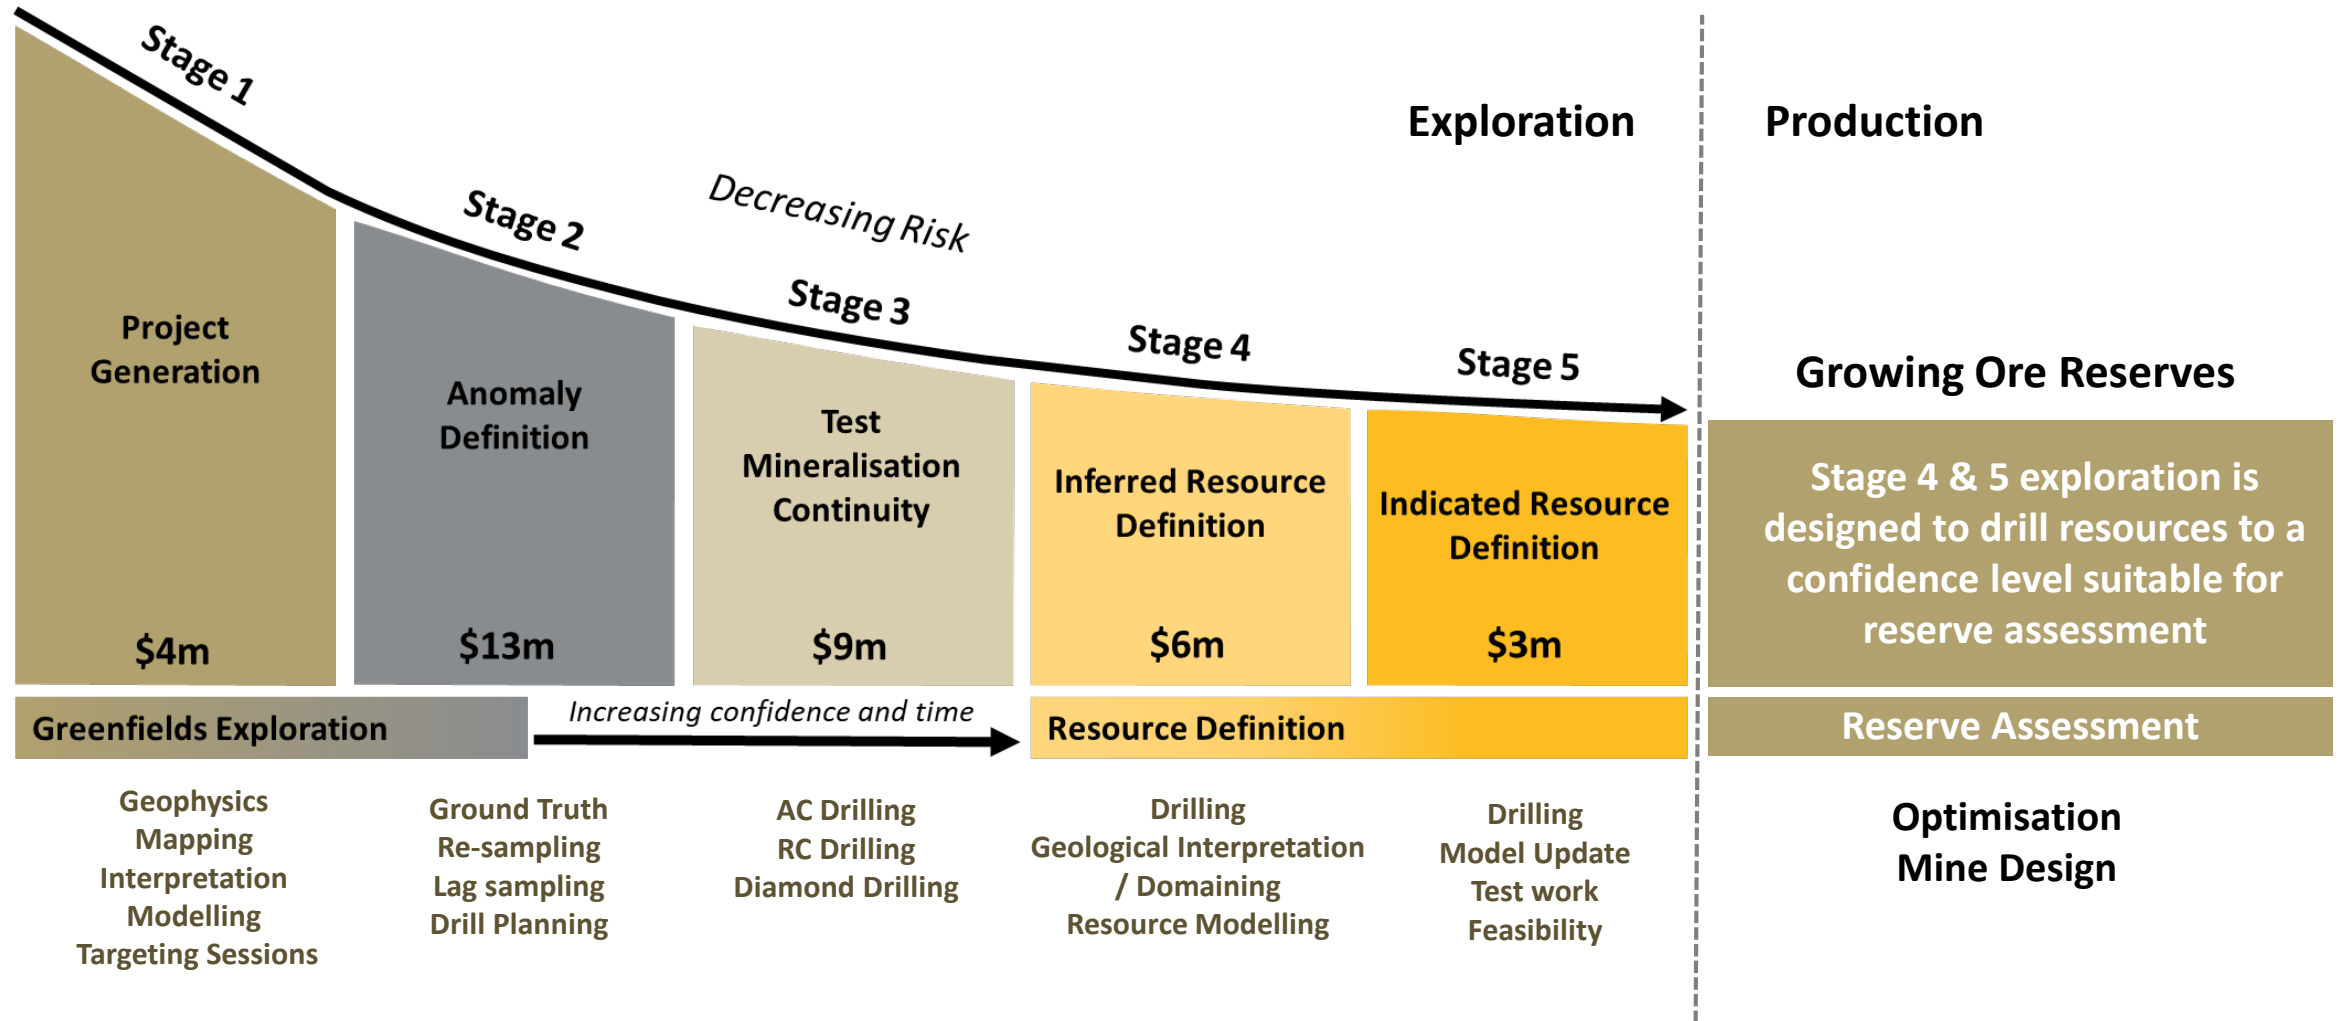 Stage 1
Stage 2
Decreasing Risk
Stage 3
Stage 4
Stage 5
Exploration
Production
Project
Generation
$4m
Anomaly
Definition
$13m
Test
Mineralisation
Continuity
$9m
Inferred Resource
Definition
$6m
Indicated Resource
Definition
$3m
Growing Ore Reserves
Stage 4 & 5 exploration is
designed to drill resources to a
confidence level suitable for
reserve assessment
Greenfields Exploration
Increasing confidence and time
Resource Definition
Reserve Assessment
Geophysics
Mapping
Interpretation
Modelling
Targeting Sessions
Ground Truth
Re-sampling
Lag sampling
Drill Planning
AC Drilling
RC Drilling
Diamond Drilling
Drilling
Geological Interpretation
/ Domaining
Resource Modelling
Drilling
Model Update
Test work
Feasibility
Optimisation
Mine Design